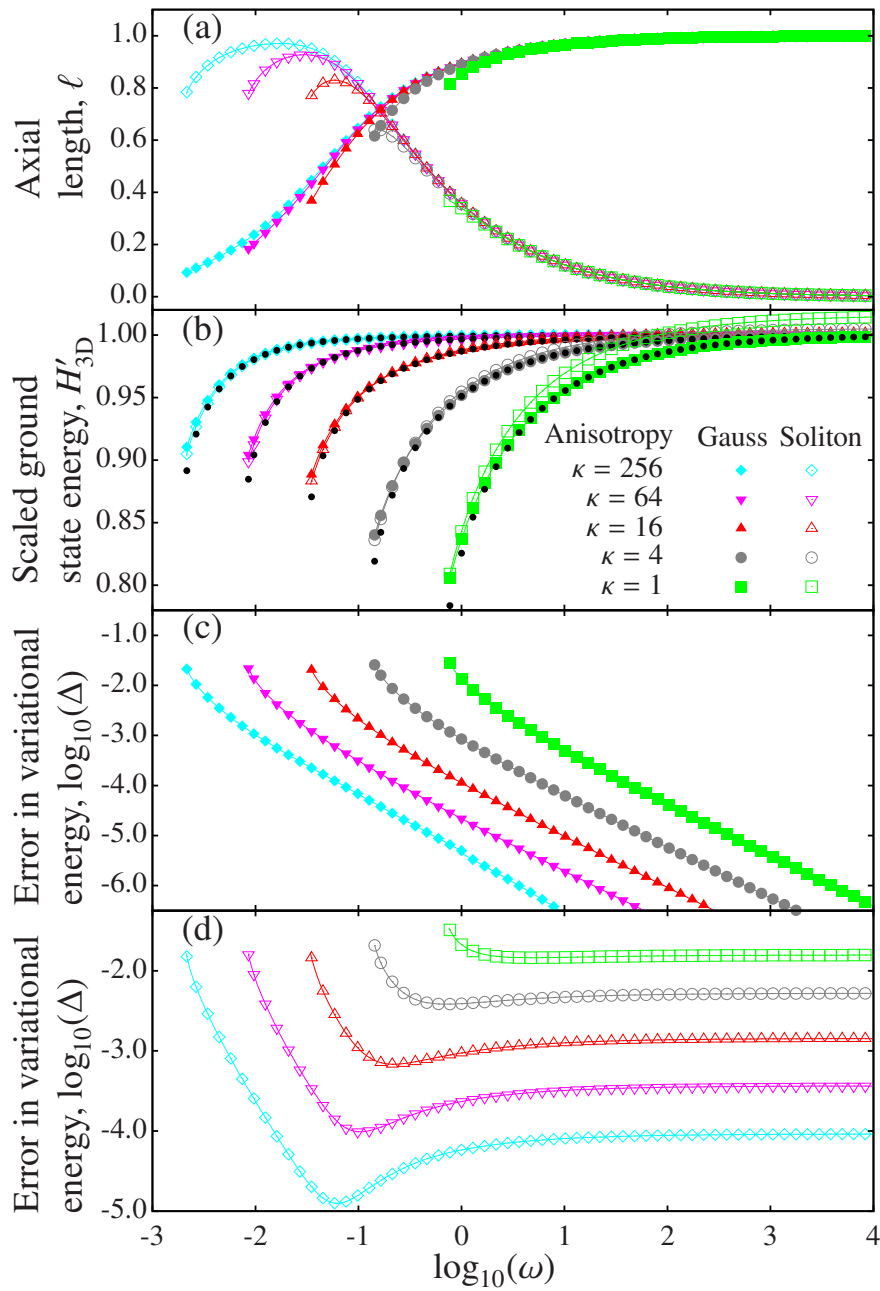 (a)
Axial
length, ℓ
1.0
0.8
0.6
0.4
0.2
0.0
(b)
Scaled ground
state energy, H′3D
1.00
0.95
0.90
0.85
0.80
Anisotropy Gauss Soliton
κ = 256
κ = 64
κ = 16
κ = 4
κ = 1
(c)
Error in variational
energy, log10(Δ)
-1.0
-2.0
-3.0
-4.0
-5.0
-6.0
(d)
Error in variational
energy, log10(Δ)
-2.0
-3.0
-4.0
-5.0
-3 -2 -1 0 1 2 3 4
log10(ω)